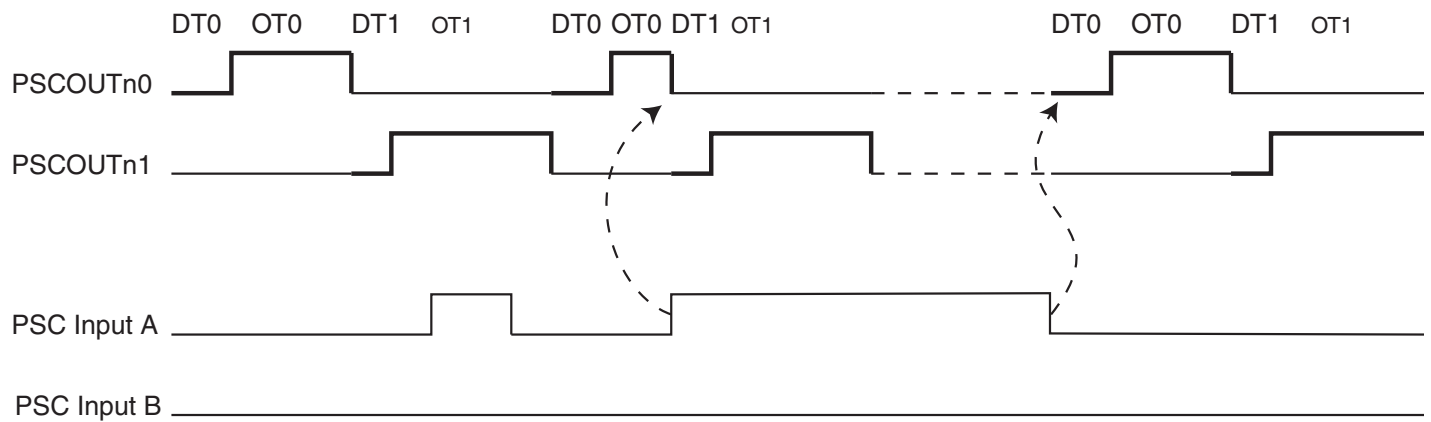 DT0 OT0 DT1 OT1 DT0 OT0 DT1 OT1 DT0 OT0 DT1 OT1
PSCOUTn0
PSCOUTn1
PSC Input A
PSC Input B